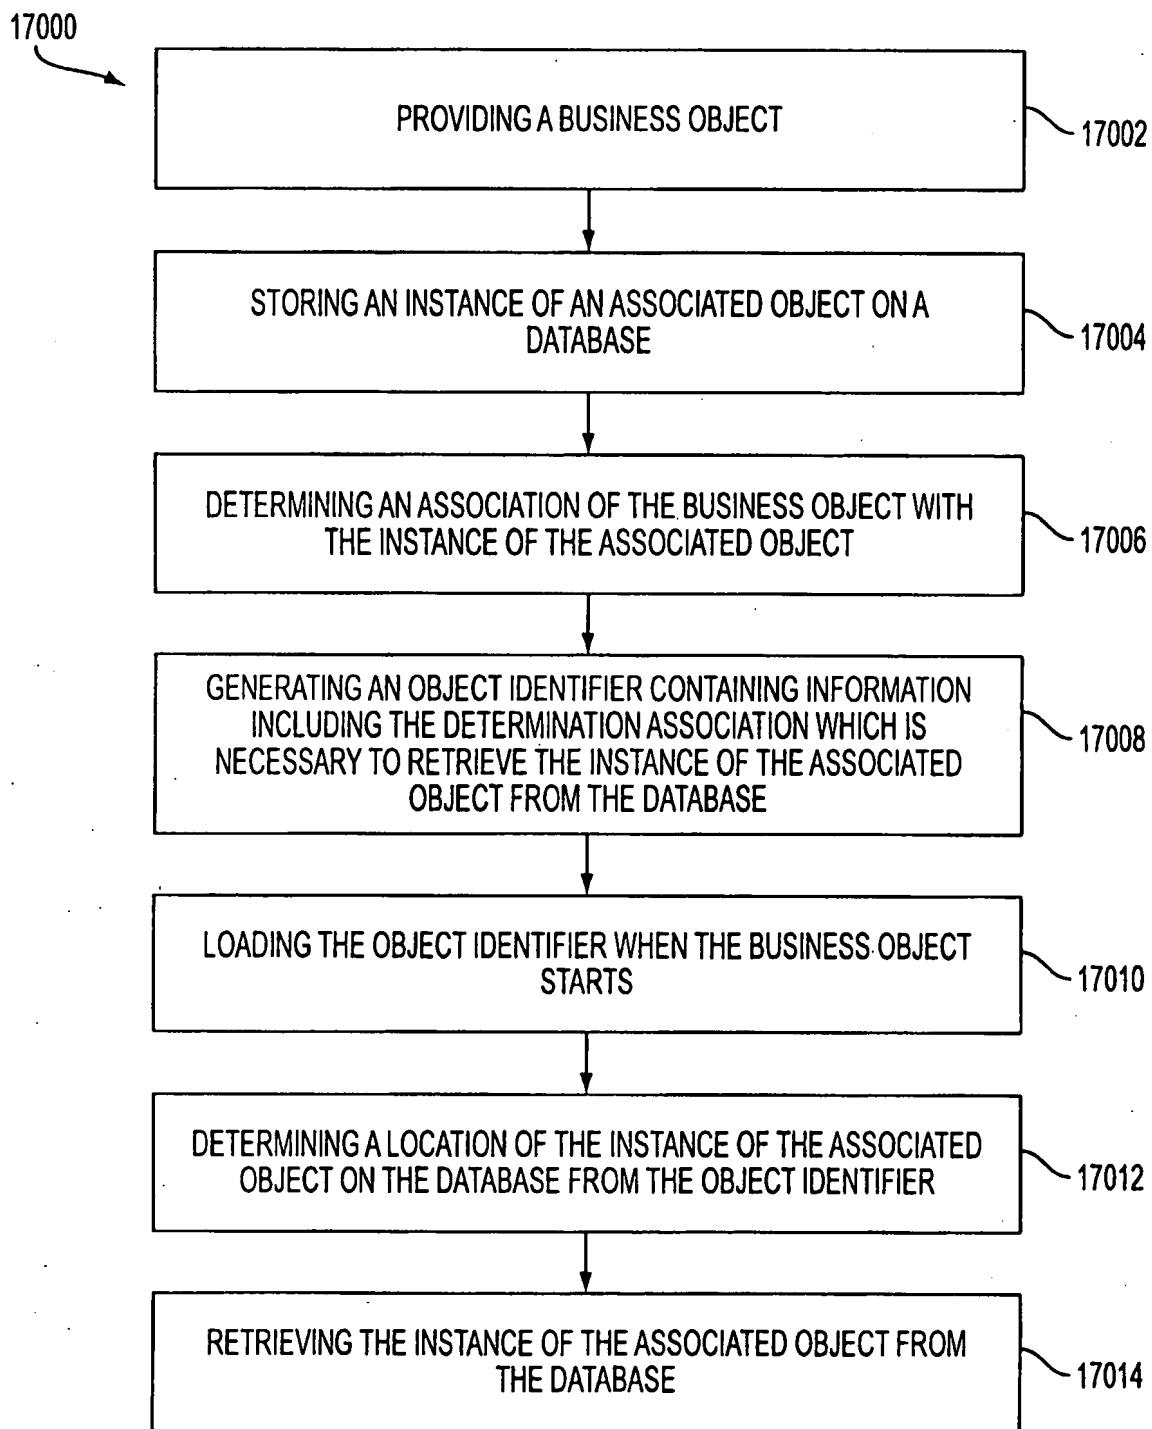 17000
PROVIDING A BUSINESS OBJECT
17002
STORING AN INSTANCE OF AN ASSOCIATED OBJECT ON A
DATABASE
17004
DETERMINING AN ASSOCIATION OF THE BUSINESS OBJECT WITH
THE INSTANCE OF THE ASSOCIATED OBJECT
17006
GENERATING AN OBJECT IDENTIFIER CONTAINING INFORMATION
INCLUDING THE DETERMINATION ASSOCIATION WHICH IS
NECESSARY TO RETRIEVE THE INSTANCE OF THE ASSOCIATED
OBJECT FROM THE DATABASE
17008
LOADING THE OBJECT IDENTIFIER WHEN THE BUSINESS OBJECT
STARTS
17010
DETERMINING A LOCATION OF THE INSTANCE OF THE ASSOCIATED
OBJECT ON THE DATABASE FROM THE OBJECT IDENTIFIER
17012
RETRIEVING THE INSTANCE OF THE ASSOCIATED OBJECT FROM
THE DATABASE
17014